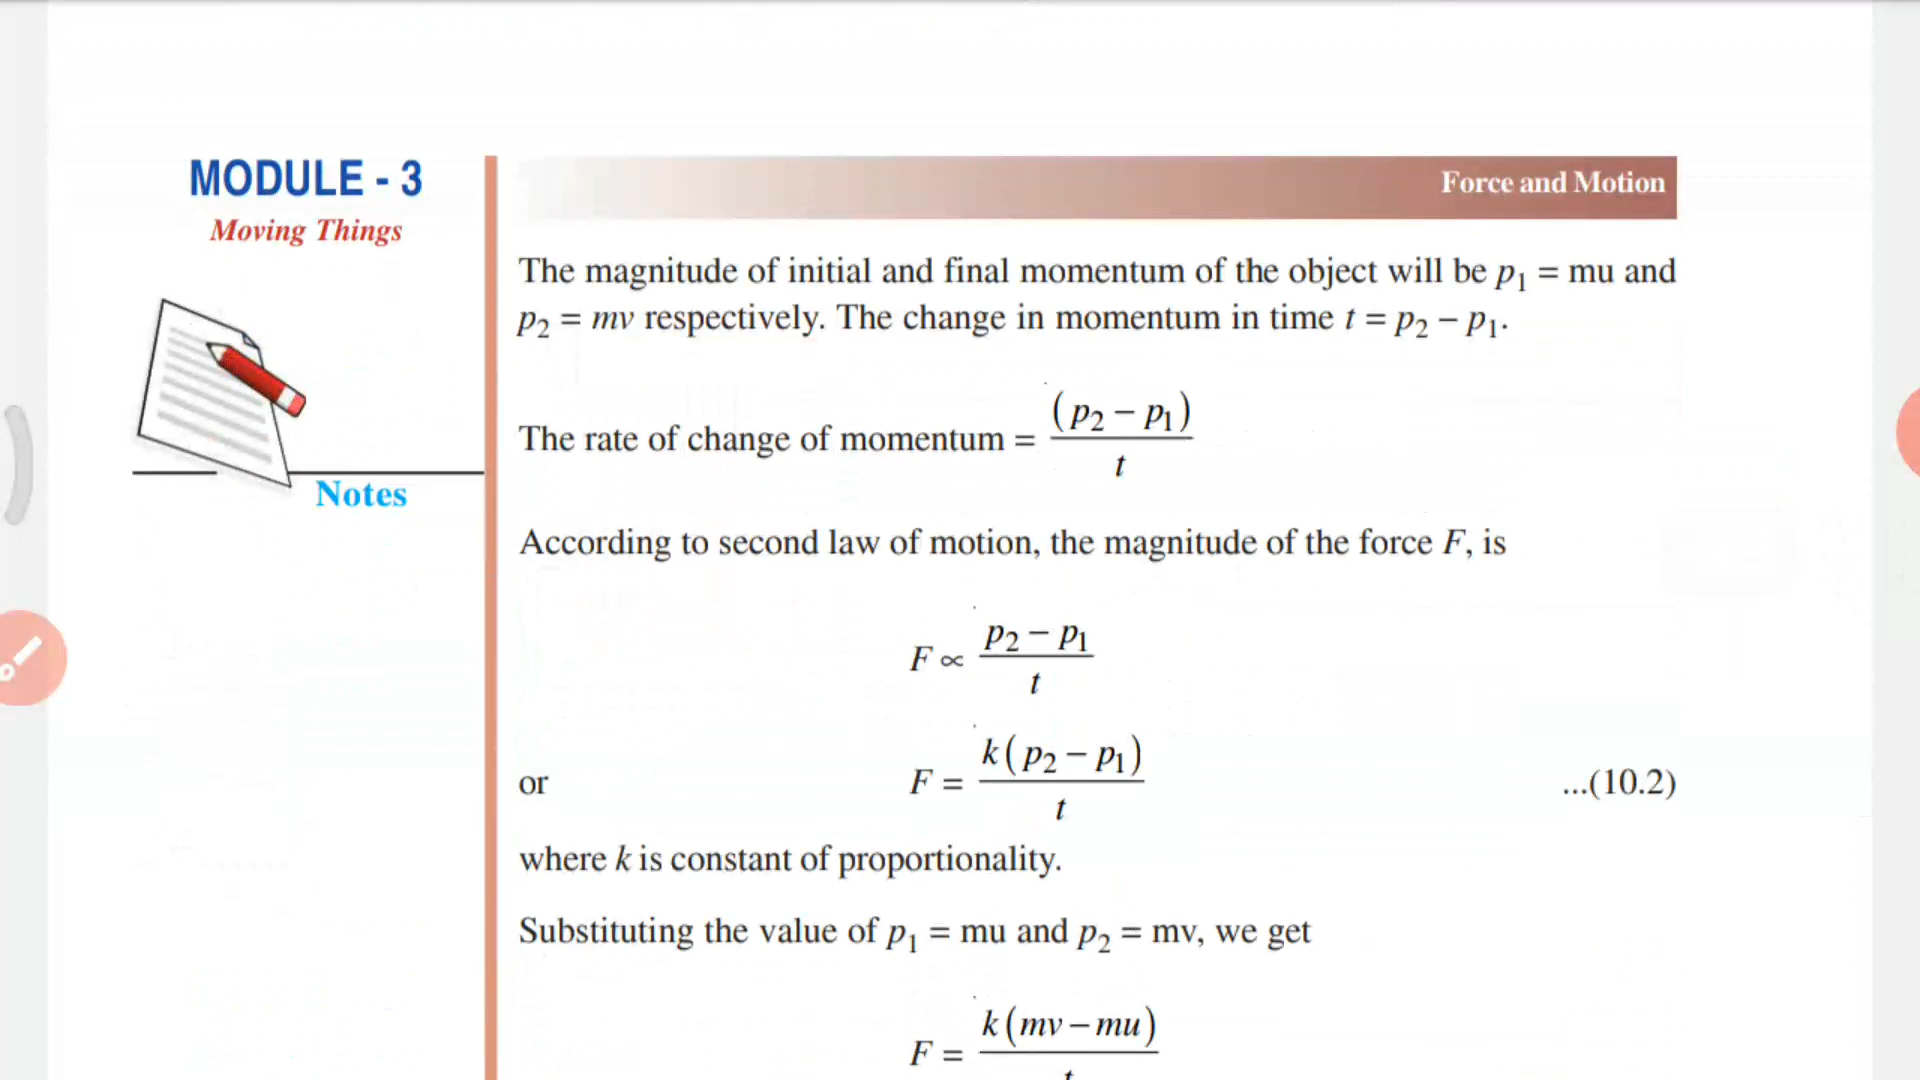 MODULE - 3
Moving Things
Notes
Force and Motion
The magnitude of initial and final momentum of the object will be p₁ = mu and
p₂ = mv respectively. The change in momentum in time t = p₂ − p₁.
The rate of change of momentum = (p₂ − p₁) / t
According to second law of motion, the magnitude of the force F, is
F ∝ p₂ − p₁ / t
or F = k(p₂ − p₁) / t ...(10.2)
where k is constant of proportionality.
Substituting the value of p₁ = mu and p₂ = mv, we get
F = k(mv − mu) / t